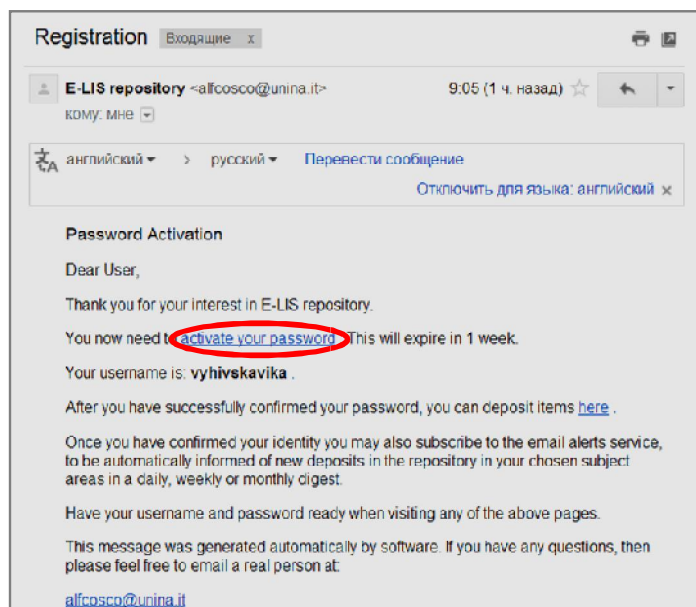 Registration Входящие x
E-LIS repository <alfcosco@unina.it> 9:05 (1 ч. назад)
кому: мне
английский > русский Перевести сообщение
Отключить для языка: английский x
Password Activation
Dear User,
Thank you for your interest in E-LIS repository.
You now need to activate your password. This will expire in 1 week.
Your username is: vyhivskavika .
After you have successfully confirmed your password, you can deposit items here .
Once you have confirmed your identity you may also subscribe to the email alerts service,
to be automatically informed of new deposits in the repository in your chosen subject
areas in a daily, weekly or monthly digest.
Have your username and password ready when visiting any of the above pages.
This message was generated automatically by software. If you have any questions, then
please feel free to email a real person at:
alfcosco@unina.it